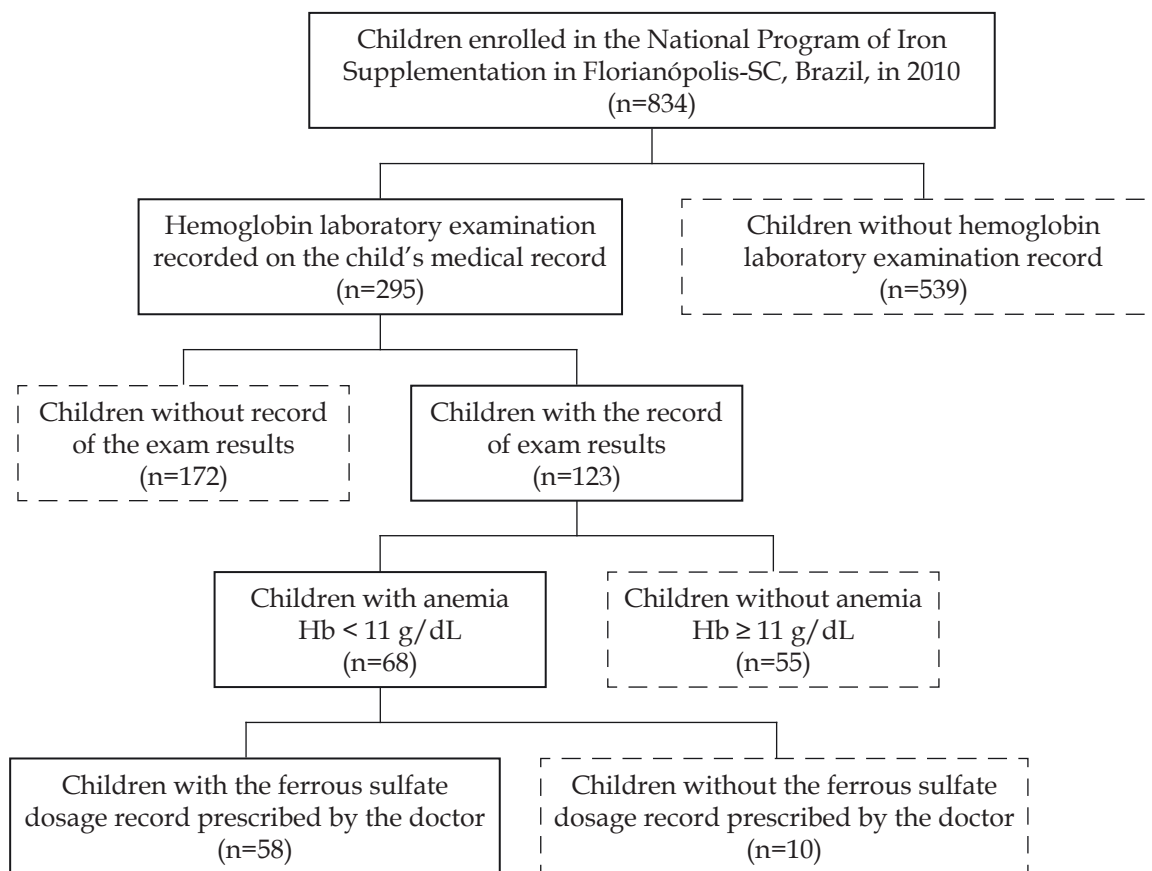 Children enrolled in the National Program of Iron
Supplementation in Florianópolis-SC, Brazil, in 2010
(n=834)
Hemoglobin laboratory examination
recorded on the child’s medical record
(n=295)
Children without hemoglobin
laboratory examination record
(n=539)
Children without record
of the exam results
(n=172)
Children with the record
of exam results
(n=123)
Children with anemia
Hb < 11 g/dL
(n=68)
Children without anemia
Hb ≥ 11 g/dL
(n=55)
Children with the ferrous sulfate
dosage record prescribed by the doctor
(n=58)
Children without the ferrous sulfate
dosage record prescribed by the doctor
(n=10)